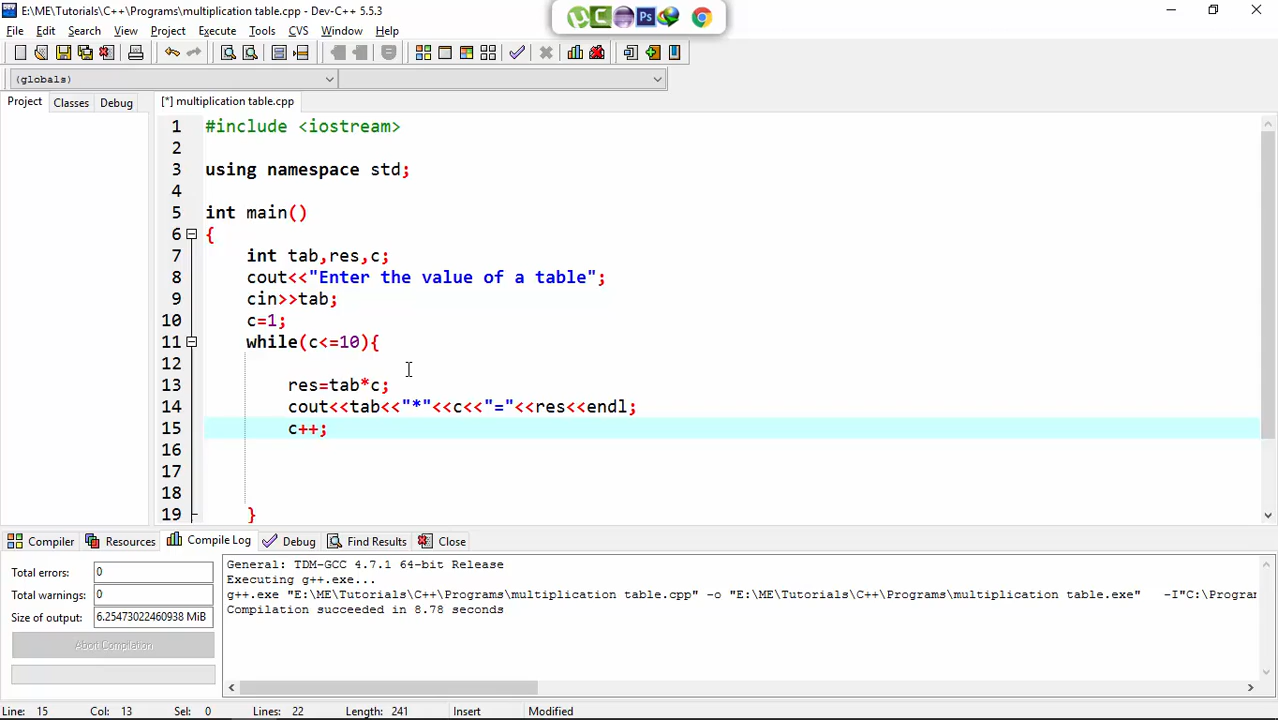 E:\ME\Tutorials\C++\Programs\multiplication table.cpp - Dev-C++ 5.5.3
File Edit Search View Project Execute Tools CVS Window Help
(globals)
Project Classes Debug [*] multiplication table.cpp
1 #include <iostream>
2
3 using namespace std;
4
5 int main()
6 {
7 int tab,res,c;
8 cout<<"Enter the value of a table";
9 cin>>tab;
10 c=1;
11 while(c<=10){
12
13 res=tab*c;
14 cout<<tab<<"*"<<c<<"="<<res<<endl;
15 c++;
16
17
18
19 }
Compiler Resources Compile Log Debug Find Results Close
Total errors: 0
Total warnings: 0
Size of output: 6.25473022460938 MiB
Abort Compilation
General: TDM-GCC 4.7.1 64-bit Release
Executing g++.exe...
g++.exe "E:\ME\Tutorials\C++\Programs\multiplication table.cpp" -o "E:\ME\Tutorials\C++\Programs\multiplication table.exe" -I"C:\Progran
Compilation succeeded in 8.78 seconds
Line: 15 Col: 13 Sel: 0 Lines: 22 Length: 241 Insert Modified